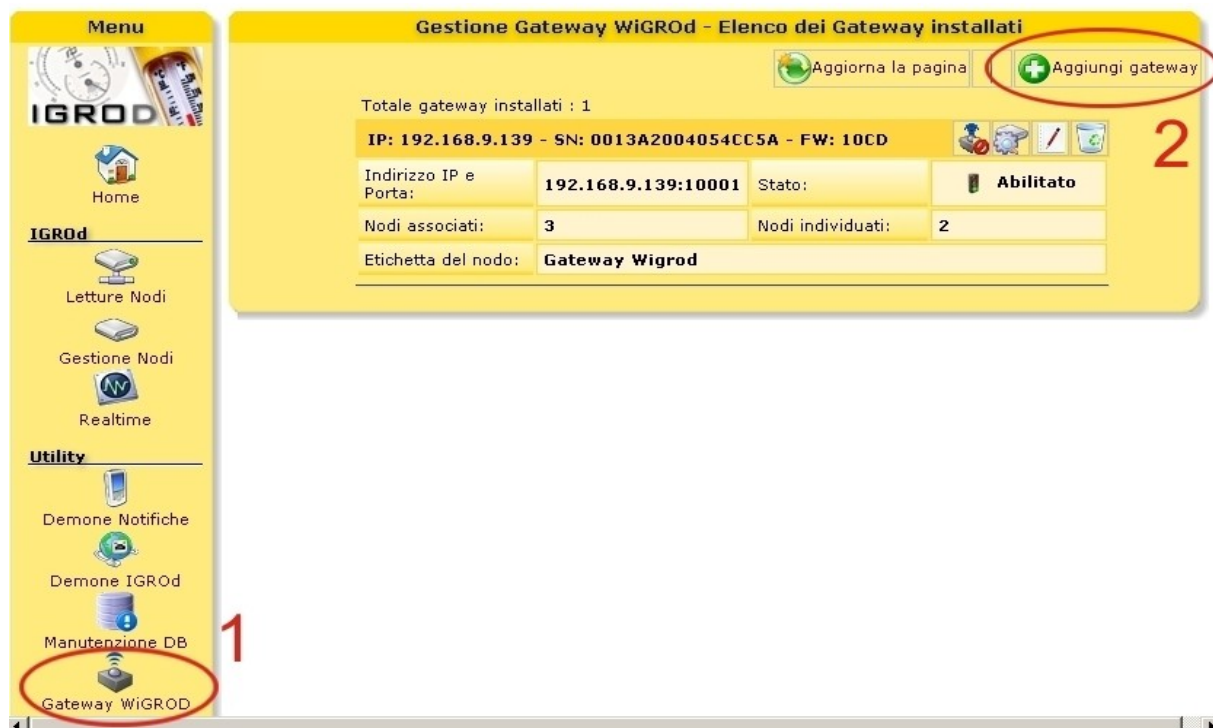 Menu
IGROD
Home
IGROd
Letture Nodi
Gestione Nodi
Realtime
Utility
Demone Notifiche
Demone IGROd
Manutenzione DB
Gateway WiGROD
1
Gestione Gateway WiGROd - Elenco dei Gateway installati
Aggiorna la pagina
Aggiungi gateway
2
Totale gateway installati : 1
IP: 192.168.9.139 - SN: 0013A2004054CC5A - FW: 10CD
Indirizzo IP e
Porta:
192.168.9.139:10001
Stato:
Abilitato
Nodi associati:
3
Nodi individuati:
2
Etichetta del nodo:
Gateway Wigrod